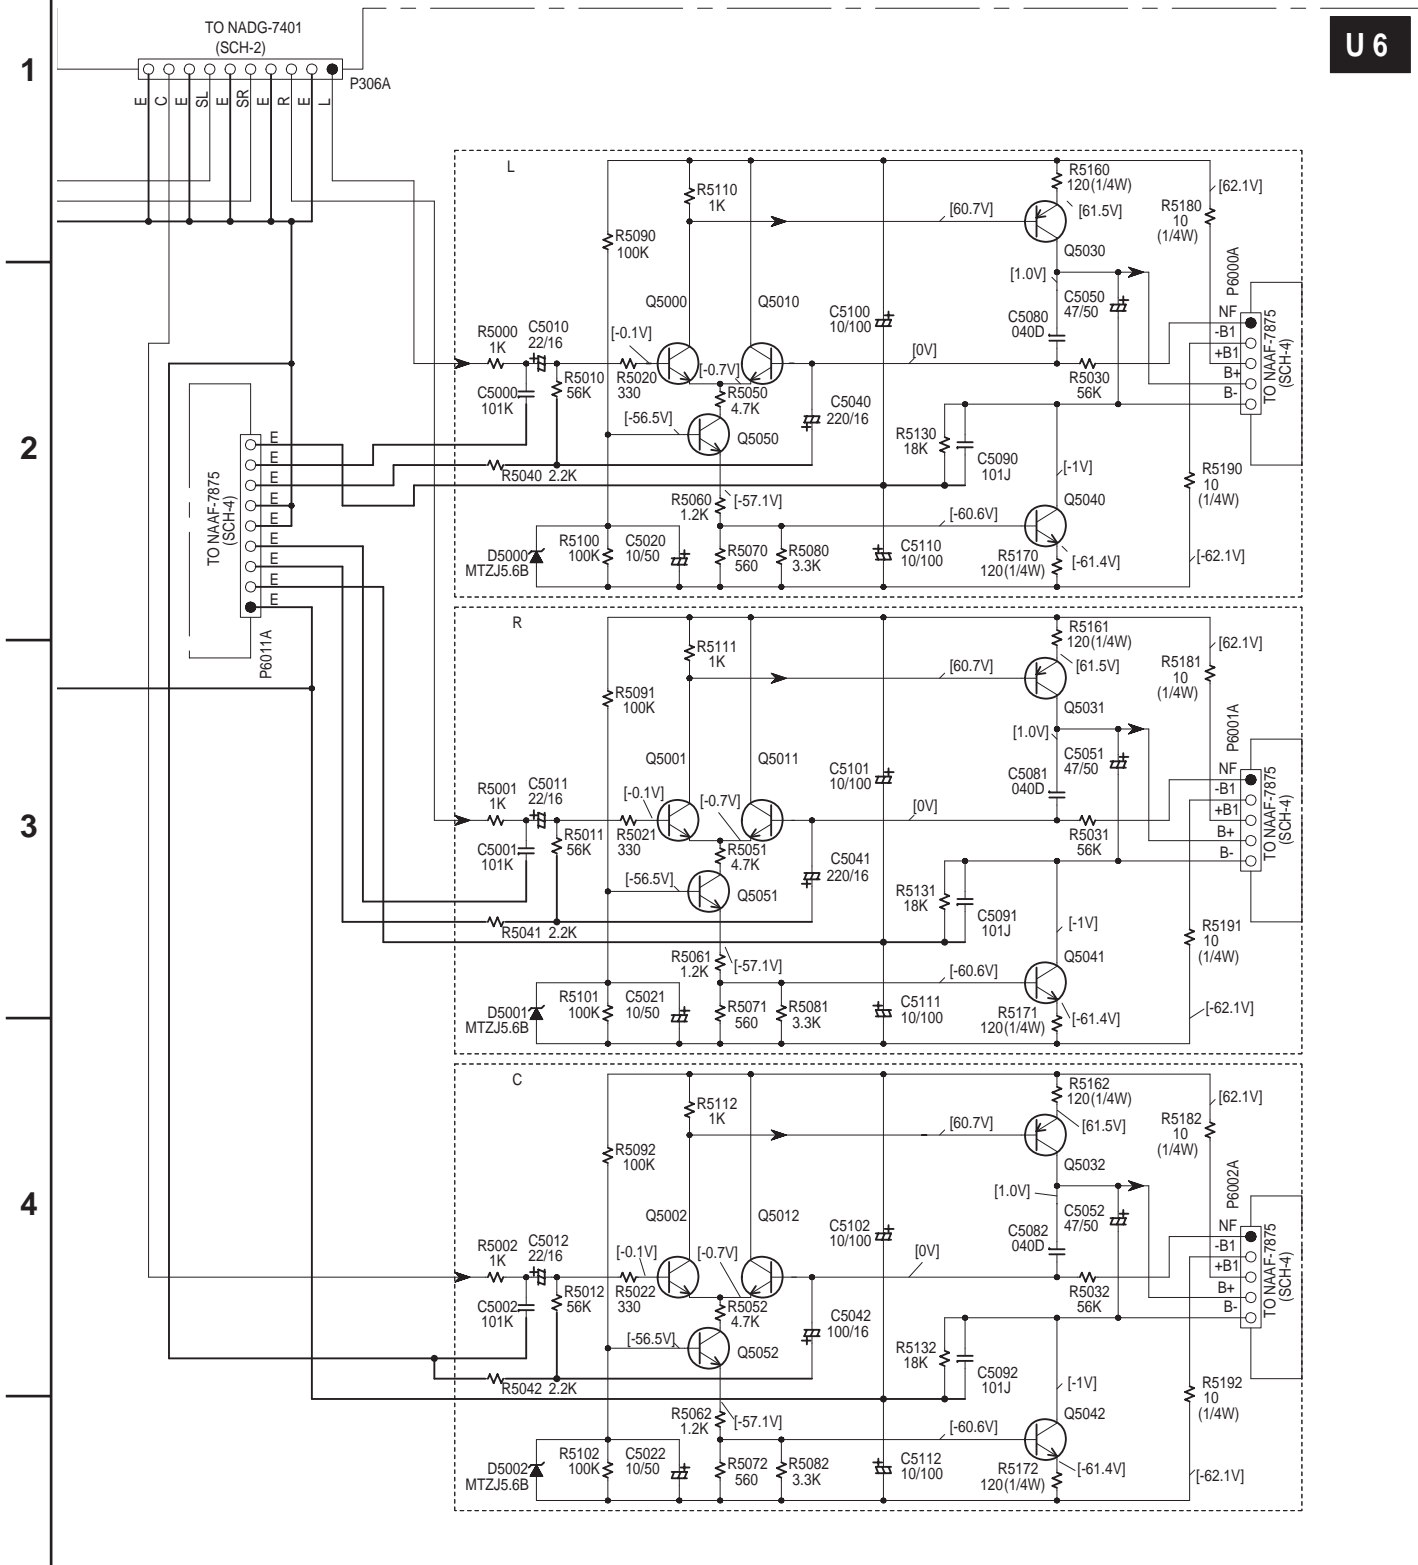 TO NADG-7401
(SCH-2)
U 6
1
P306A
E
C
E
SL
E
SR
E
R
E
L
L
R5110
1K
R5090
100K
R5160
120(1/4W)
[62.1V]
[60.7V]
[61.5V]
R5180
10
(1/4W)
Q5030
[1.0V]
P6000A
Q5000
Q5010
C5100
10/100
C5050
47/50
C5080
040D
NF
-B1
+B1
B+
B-
TO NAAF-7875
(SCH-4)
R5000
1K
C5010
22/16
[-0.1V]
[0V]
[-0.7V]
C5000
101K
R5010
56K
R5020
330
R5050
4.7K
C5040
220/16
R5030
56K
2
[-56.5V]
Q5050
R5130
18K
C5090
101J
[-1V]
R5040 2.2K
R5190
10
(1/4W)
Q5040
R5060
1.2K
[-57.1V]
[-60.6V]
TO NAAF-7875
(SCH-4)
E
E
E
E
E
E
E
E
E
P6011A
D5000
MTZJ5.6B
R5100
100K
C5020
10/50
R5070
560
R5080
3.3K
C5110
10/100
R5170
120(1/4W)
[-61.4V]
[-62.1V]
R
R5111
1K
R5091
100K
R5161
120(1/4W)
[62.1V]
[60.7V]
[61.5V]
R5181
10
(1/4W)
Q5031
[1.0V]
P6001A
Q5001
Q5011
C5101
10/100
C5051
47/50
C5081
040D
NF
-B1
+B1
B+
B-
TO NAAF-7875
(SCH-4)
R5001
1K
C5011
22/16
[-0.1V]
[-0.7V]
[0V]
3
C5001
101K
R5011
56K
R5021
330
R5051
4.7K
C5041
220/16
R5031
56K
[-56.5V]
Q5051
R5131
18K
C5091
101J
[-1V]
R5041 2.2K
R5191
10
(1/4W)
Q5041
R5061
1.2K
[-57.1V]
[-60.6V]
D5001
MTZJ5.6B
R5101
100K
C5021
10/50
R5071
560
R5081
3.3K
C5111
10/100
R5171
120(1/4W)
[-61.4V]
[-62.1V]
C
R5112
1K
R5092
100K
R5162
120(1/4W)
[62.1V]
[60.7V]
[61.5V]
R5182
10
(1/4W)
Q5032
[1.0V]
P6002A
4
Q5002
Q5012
C5102
10/100
C5052
47/50
C5082
040D
NF
-B1
+B1
B+
B-
TO NAAF-7875
(SCH-4)
R5002
1K
C5012
22/16
[-0.1V]
[-0.7V]
[0V]
C5002
101K
R5012
56K
R5022
330
R5052
4.7K
C5042
100/16
R5032
56K
[-56.5V]
Q5052
R5132
18K
C5092
101J
[-1V]
R5042 2.2K
R5192
10
(1/4W)
Q5042
R5062
1.2K
[-57.1V]
[-60.6V]
D5002
MTZJ5.6B
R5102
100K
C5022
10/50
R5072
560
R5082
3.3K
C5112
10/100
R5172
120(1/4W)
[-61.4V]
[-62.1V]